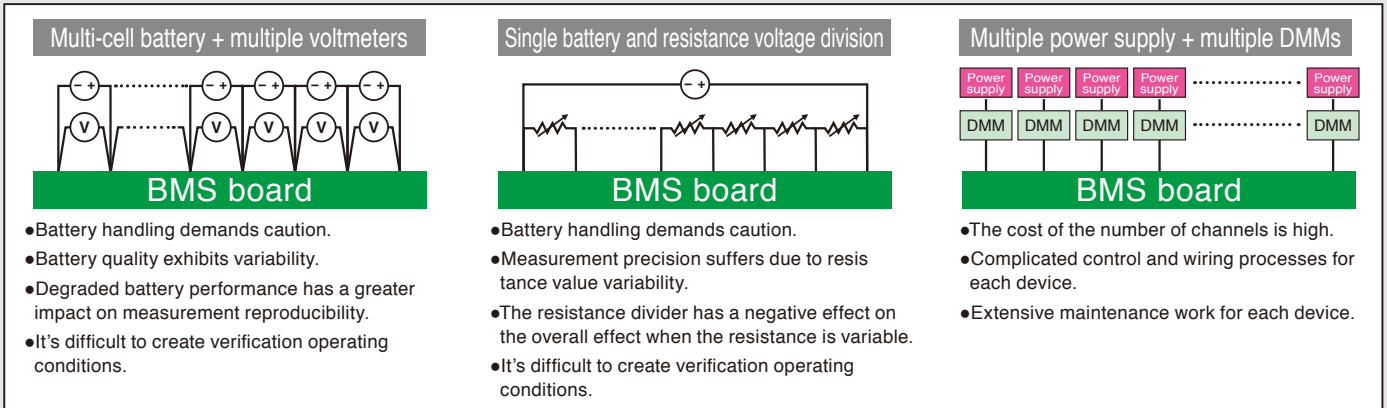 Multi-cell battery + multiple voltmeters
− + − + − + − + − +
V V V V V
BMS board
●Battery handling demands caution.
●Battery quality exhibits variability.
●Degraded battery performance has a greater
impact on measurement reproducibility.
●It's difficult to create verification operating
conditions.
Single battery and resistance voltage division
− +
BMS board
●Battery handling demands caution.
●Measurement precision suffers due to resis
tance value variability.
●The resistance divider has a negative effect on
the overall effect when the resistance is variable.
●It's difficult to create verification operating
conditions.
Multiple power supply + multiple DMMs
Power Power Power Power Power
supply supply supply supply supply
DMM DMM DMM DMM DMM
BMS board
●The cost of the number of channels is high.
●Complicated control and wiring processes for
each device.
●Extensive maintenance work for each device.